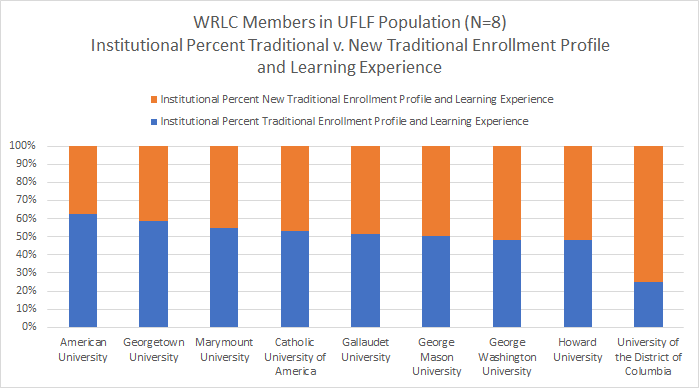 WRLC Members in UFLF Population (N=8)
Institutional Percent Traditional v. New Traditional Enrollment Profile
and Learning Experience
Institutional Percent New Traditional Enrollment Profile and Learning Experience
Institutional Percent Traditional Enrollment Profile and Learning Experience
100%
90%
80%
70%
60%
50%
40%
30%
20%
10%
0%
American
University
Georgetown
University
Marymount
University
Catholic
University of
America
Gallaudet
University
George
Mason
University
George
Washington
University
Howard
University
University of
the District of
Columbia